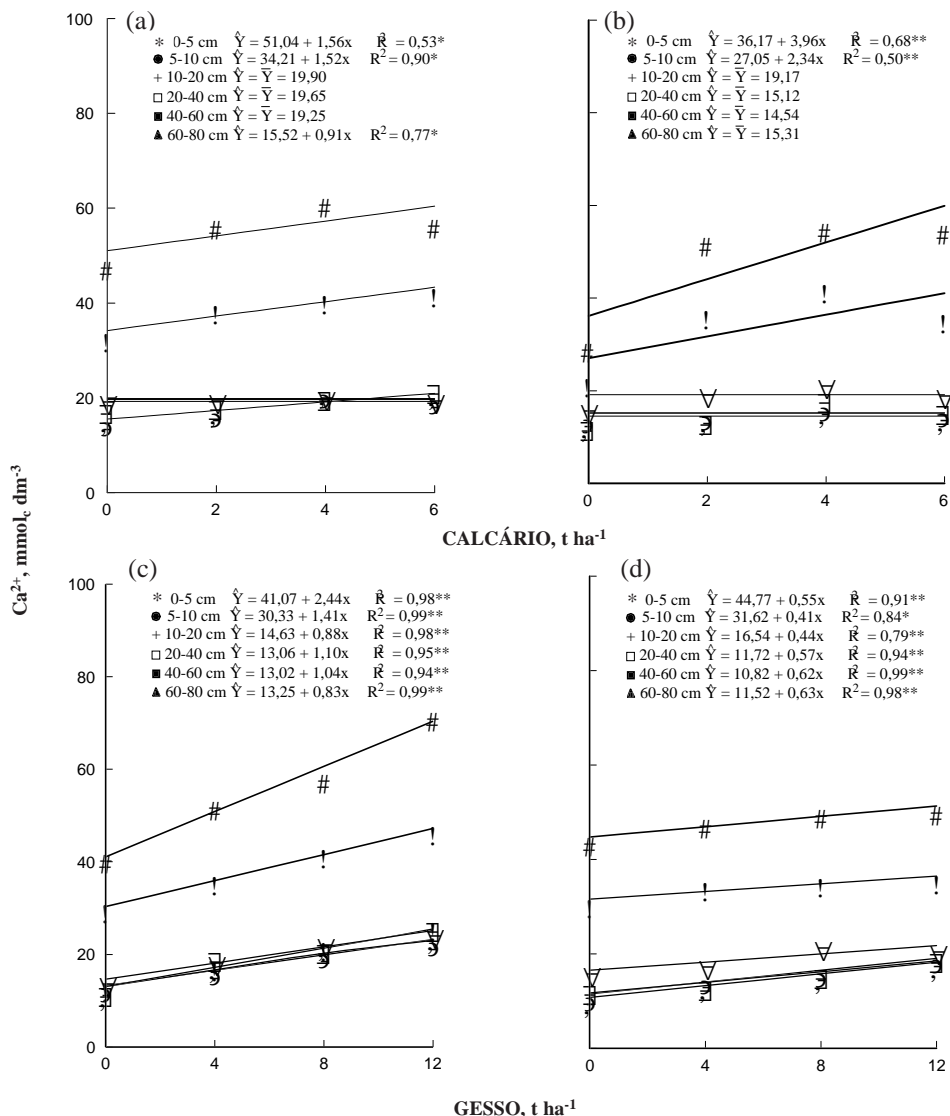 (a)
* 0-5 cm Ŷ = 51,04 + 1,56x R² = 0,53*
● 5-10 cm Ŷ = 34,21 + 1,52x R² = 0,90*
+ 10-20 cm Ŷ = Y̅ = 19,90
□ 20-40 cm Ŷ = Y̅ = 19,65
■ 40-60 cm Ŷ = Y̅ = 19,25
▲ 60-80 cm Ŷ = 15,52 + 0,91x R² = 0,77*
100
80
60
40
20
0
0 2 4 6
(b)
* 0-5 cm Ŷ = 36,17 + 3,96x R² = 0,68**
● 5-10 cm Ŷ = 27,05 + 2,34x R² = 0,50**
+ 10-20 cm Ŷ = Y̅ = 19,17
□ 20-40 cm Ŷ = Y̅ = 15,12
■ 40-60 cm Ŷ = Y̅ = 14,54
▲ 60-80 cm Ŷ = Y̅ = 15,31
0 2 4 6
CALCÁRIO, t ha⁻¹
Ca²⁺, mmol_c dm⁻³
(c)
* 0-5 cm Ŷ = 41,07 + 2,44x R² = 0,98**
● 5-10 cm Ŷ = 30,33 + 1,41x R² = 0,99**
+ 10-20 cm Ŷ = 14,63 + 0,88x R² = 0,98**
□ 20-40 cm Ŷ = 13,06 + 1,10x R² = 0,95**
■ 40-60 cm Ŷ = 13,02 + 1,04x R² = 0,94**
▲ 60-80 cm Ŷ = 13,25 + 0,83x R² = 0,99**
100
80
60
40
20
0
0 4 8 12
(d)
* 0-5 cm Ŷ = 44,77 + 0,55x R² = 0,91**
● 5-10 cm Ŷ = 31,62 + 0,41x R² = 0,84*
+ 10-20 cm Ŷ = 16,54 + 0,44x R² = 0,79**
□ 20-40 cm Ŷ = 11,72 + 0,57x R² = 0,94**
■ 40-60 cm Ŷ = 10,82 + 0,62x R² = 0,99**
▲ 60-80 cm Ŷ = 11,52 + 0,63x R² = 0,98**
0 4 8 12
GESSO, t ha⁻¹